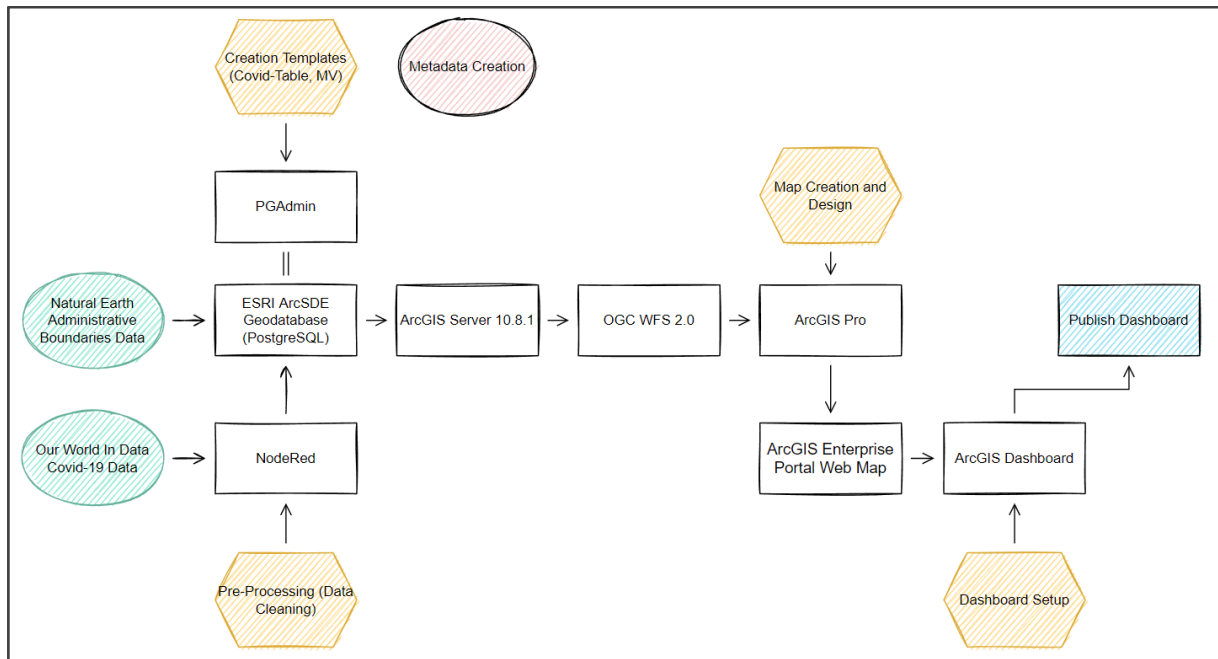 Creation Templates
(Covid-Table, MV)
Metadata Creation
Map Creation and
Design
PGAdmin
Natural Earth
Administrative
Boundaries Data
ESRI ArcSDE
Geodatabase
(PostgreSQL)
ArcGIS Server 10.8.1
OGC WFS 2.0
ArcGIS Pro
Publish Dashboard
Our World In Data
Covid-19 Data
NodeRed
ArcGIS Enterprise
Portal Web Map
ArcGIS Dashboard
Pre-Processing (Data
Cleaning)
Dashboard Setup